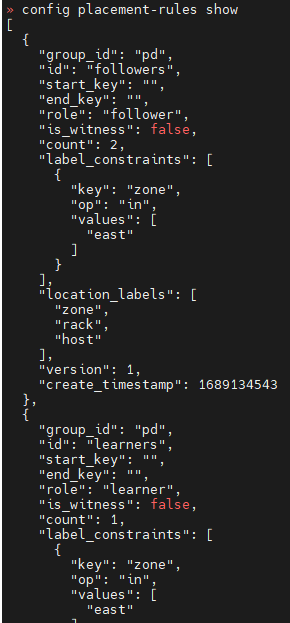 » config placement-rules show
[
  {
    "group_id": "pd",
    "id": "followers",
    "start_key": "",
    "end_key": "",
    "role": "follower",
    "is_witness": false,
    "count": 2,
    "label_constraints": [
      {
        "key": "zone",
        "op": "in",
        "values": [
          "east"
        ]
      }
    ],
    "location_labels": [
      "zone",
      "rack",
      "host"
    ],
    "version": 1,
    "create_timestamp": 1689134543
  },
  {
    "group_id": "pd",
    "id": "learners",
    "start_key": "",
    "end_key": "",
    "role": "learner",
    "is_witness": false,
    "count": 1,
    "label_constraints": [
      {
        "key": "zone",
        "op": "in",
        "values": [
          "east"
        ]